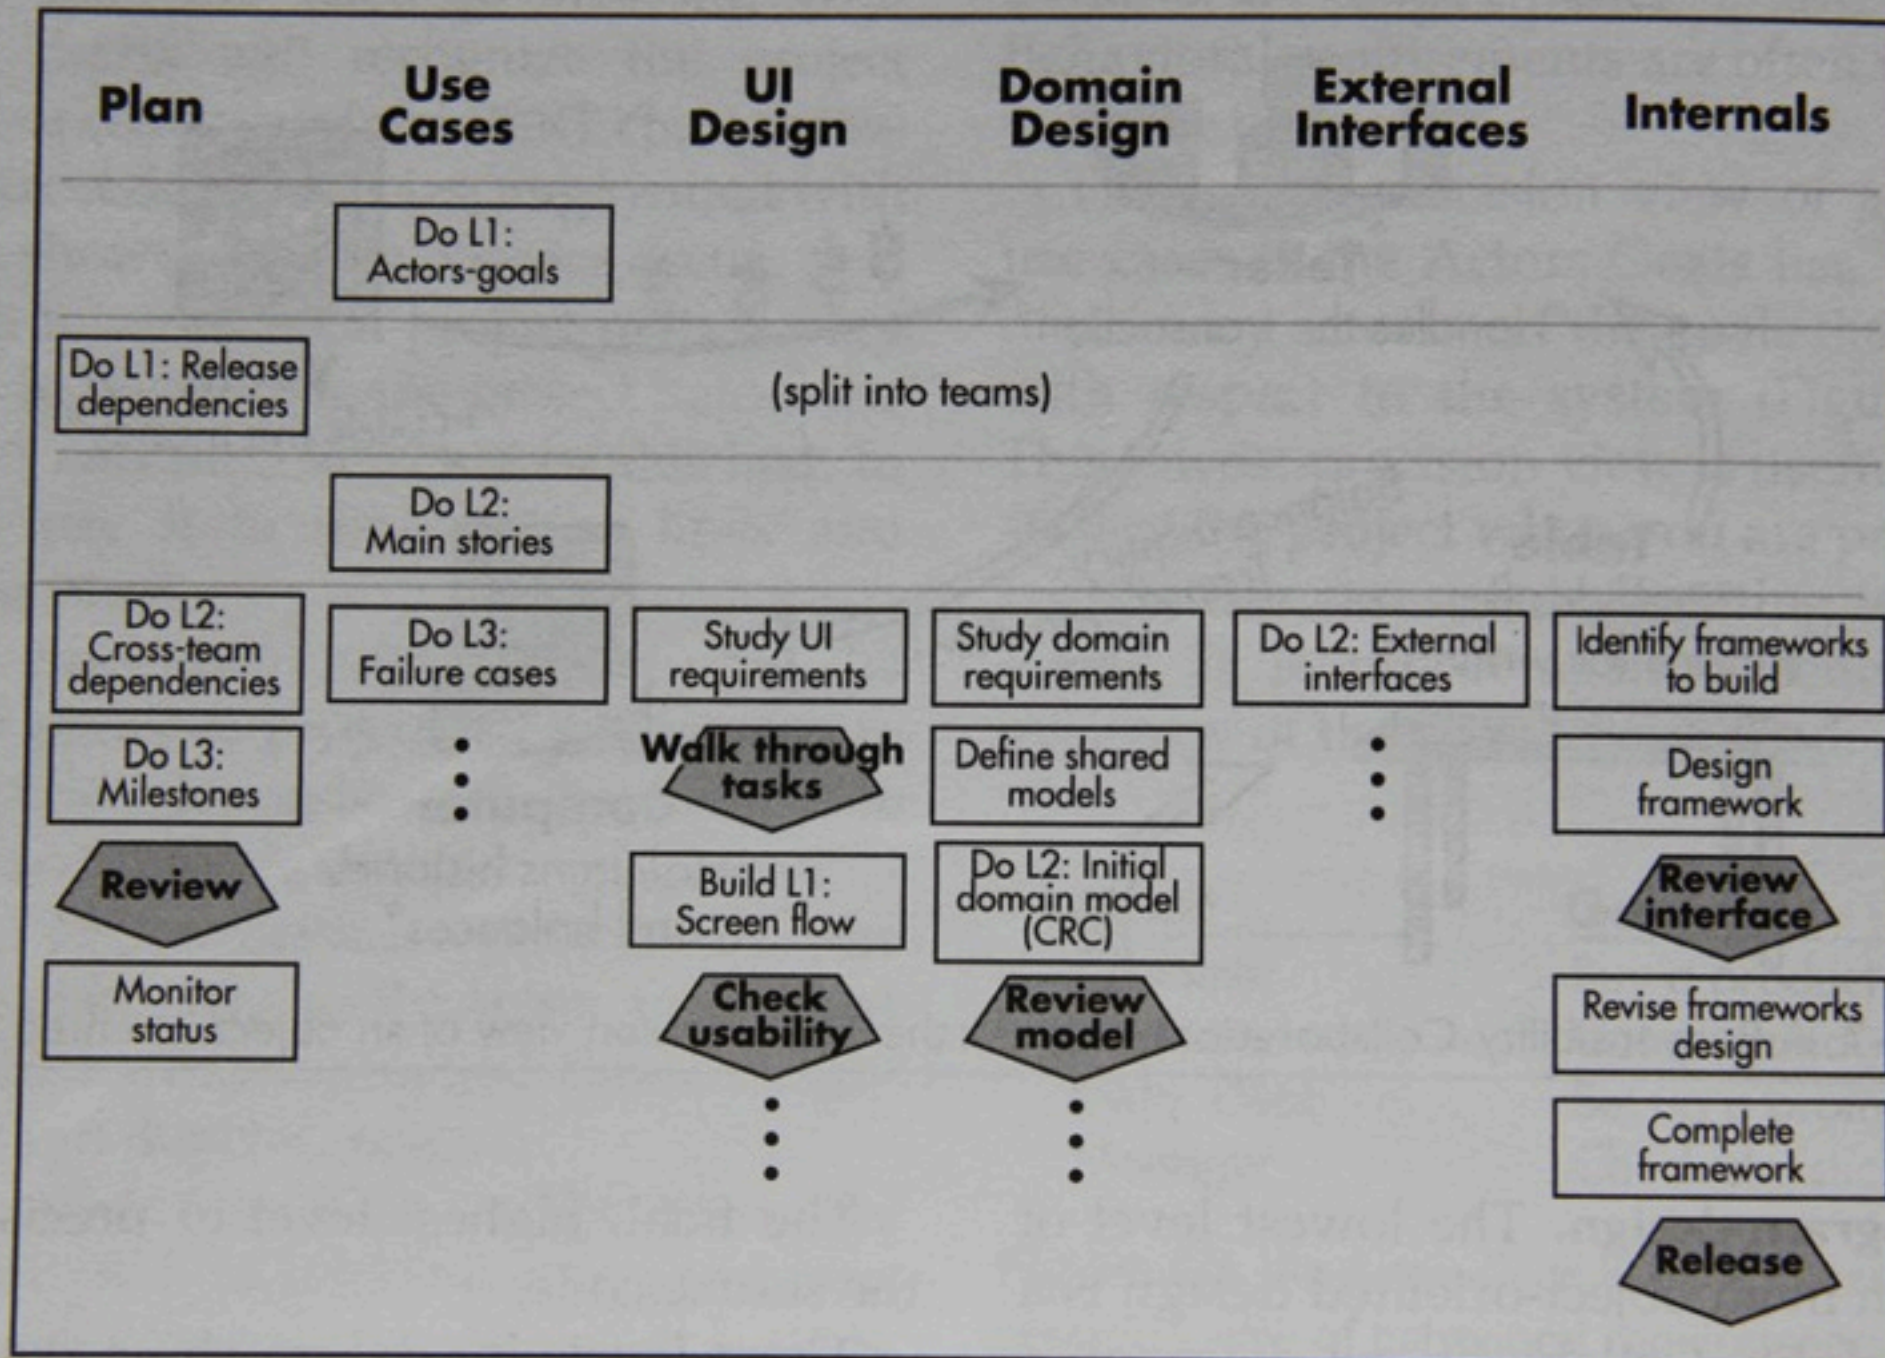 Plan
Use
Cases
UI
Design
Domain
Design
External
Interfaces
Internals
Do L1:
Actors-goals
Do L1: Release
dependencies
(split into teams)
Do L2:
Main stories
Do L2:
Cross-team
dependencies
Do L3:
Failure cases
Study UI
requirements
Study domain
requirements
Do L2: External
interfaces
Identify frameworks
to build
Do L3:
Milestones
Walk through
tasks
Define shared
models
Design
framework
Review
Build L1:
Screen flow
Do L2: Initial
domain model
(CRC)
Review
interface
Monitor
status
Check
usability
Review
model
Revise frameworks
design
Complete
framework
Release